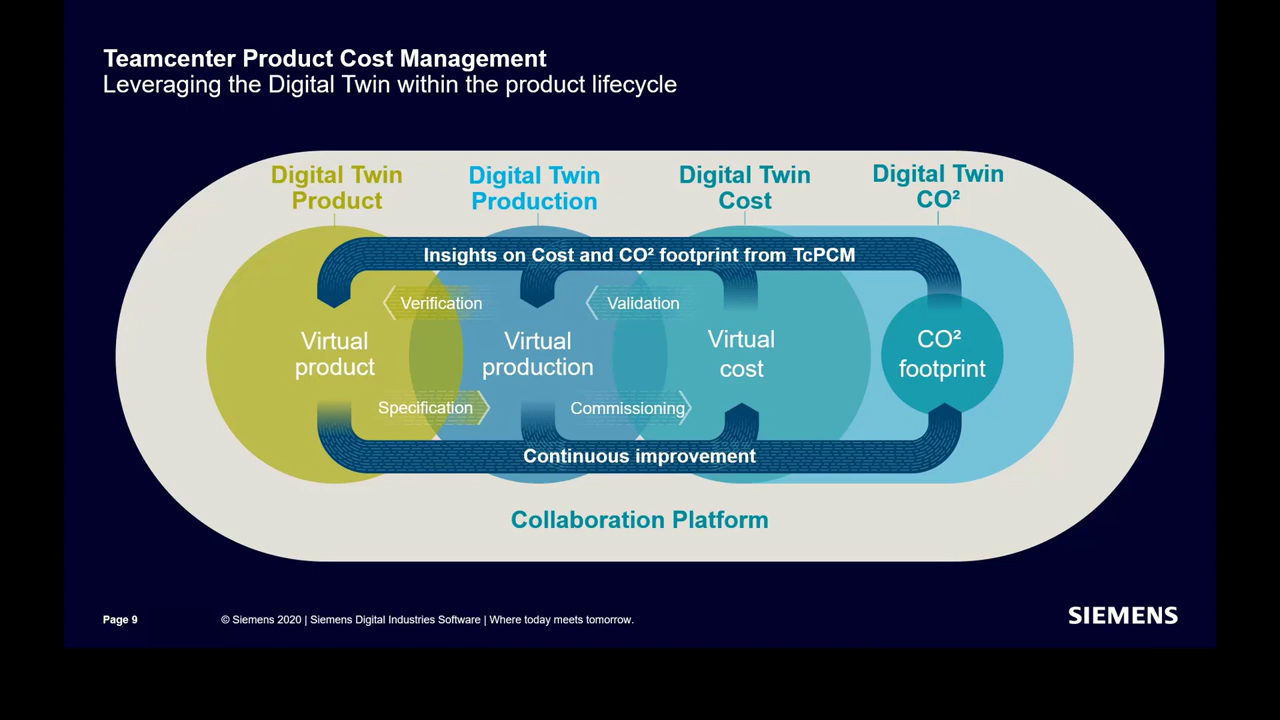 Teamcenter Product Cost Management
Leveraging the Digital Twin within the product lifecycle
Digital Twin
Product
Digital Twin
Production
Digital Twin
Cost
Digital Twin
CO²
Insights on Cost and CO² footprint from TcPCM
Verification
Validation
Virtual
product
Virtual
production
Virtual
cost
CO²
footprint
Specification
Commissioning
Continuous improvement
Collaboration Platform
Page 9
© Siemens 2020 | Siemens Digital Industries Software | Where today meets tomorrow.
SIEMENS